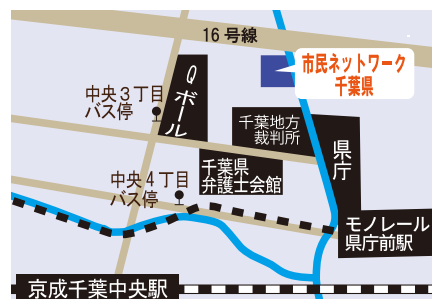 16号線
市民ネットワーク
千葉県
Qボール
中央3丁目
バス停
千葉地方
裁判所
県庁
千葉県
弁護士会館
中央4丁目
バス停
モノレール
県庁前駅
京成千葉中央駅